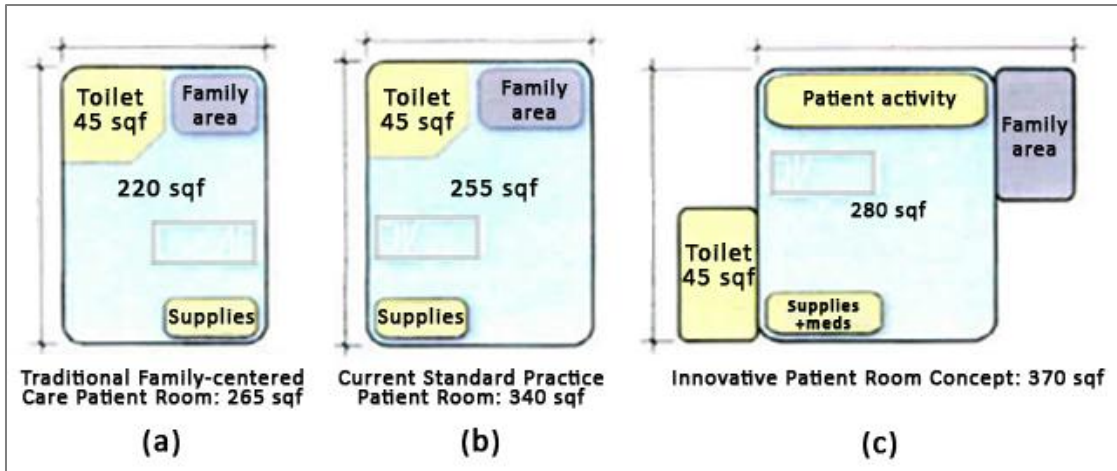 Toilet
45 sqf
Family
area
220 sqf
Supplies
Traditional Family-centered
Care Patient Room: 265 sqf
(a)
Toilet
45 sqf
Family
area
255 sqf
Supplies
Current Standard Practice
Patient Room: 340 sqf
(b)
Patient activity
Family
area
280 sqf
Toilet
45 sqf
Supplies
+meds
Innovative Patient Room Concept: 370 sqf
(c)